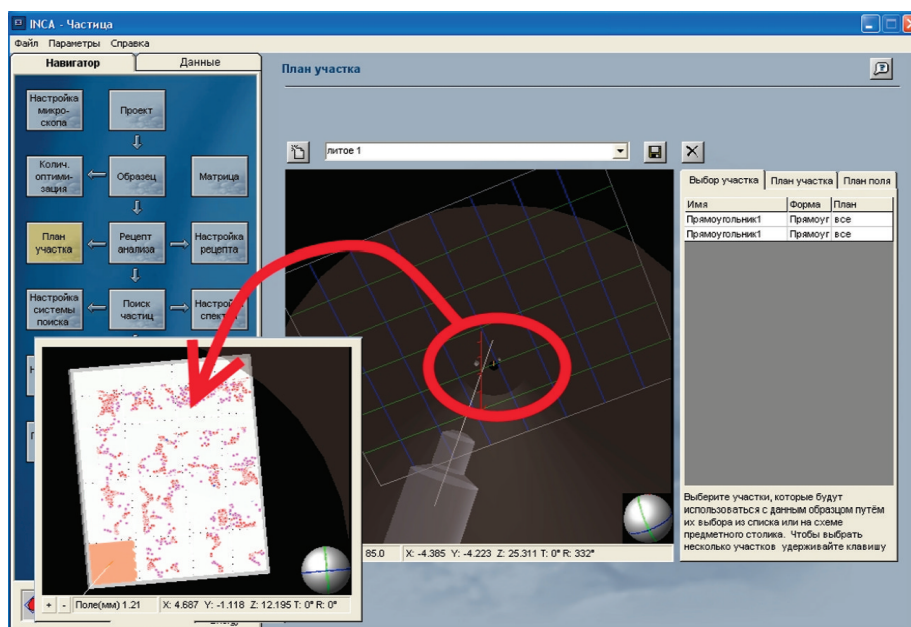 INCA - Частица
Файл Параметры Справка
Навигатор
Данные
План участка
Настройка
микро-
скопа
Проект
Колич.
оптими-
зация
Образец
Матрица
План
участка
Рецепт
анализа
Настройка
рецепта
Настройка
системы
поиска
Поиск
частиц
литое 1
Выбор участка
План участка
План поля
Имя Форма План
Прямоугольник1 Прямоуг все
Прямоугольник1 Прямоуг все
Выберите участки, которые будут
использоваться с данным образцом путём
их выбора из списка или на схеме
предметного столика. Чтобы выбрать
несколько участков удерживайте клавишу
85.0 X: -4.385 Y: -4.223 Z: 25.311 T: 0° R: 332°
+ - Поле(мм) 1.21 X: 4.687 Y: -1.118 Z: 12.195 T: 0° R: 0°